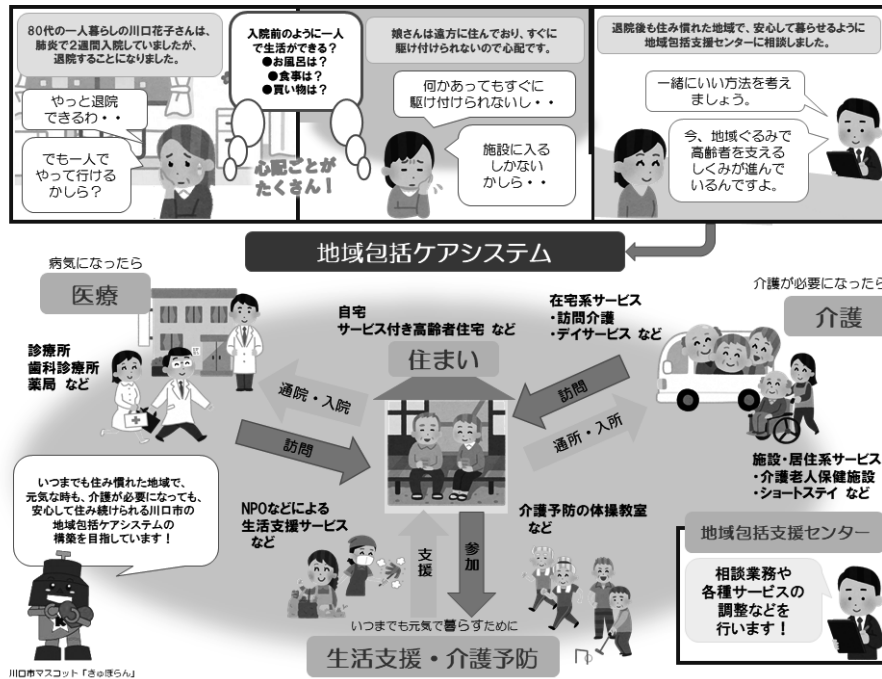 80代の一人暮らしの川口花子さんは、
肺炎で2週間入院していましたが、
退院することになりました。
やっと退院
できるわ・・
でも一人で
やって行ける
かしら?
入院前のように一人
で生活ができる?
●お風呂は?
●食事は?
●買い物は?
心配ごとが
たくさん!
娘さんは遠方に住んでおり、すぐに
駆け付けられないので心配です。
何かあってもすぐに
駆け付けられないし・・
施設に入る
しかない
かしら・・
退院後も住み慣れた地域で、安心して暮らせるように
地域包括支援センターに相談しました。
一緒にいい方法を考え
ましょう。
今、地域ぐるみで
高齢者を支える
しくみが進んで
いるんですよ。
地域包括ケアシステム
病気になったら
医療
診療所
歯科診療所
薬局 など
自宅
サービス付き高齢者住宅 など
住まい
在宅系サービス
・訪問介護
・デイサービス など
介護が必要になったら
介護
通院・入院
訪問
訪問
通所・入所
施設・居住系サービス
・介護老人保健施設
・ショートステイ など
いつまでも住み慣れた地域で、
元気な時も、介護が必要になっても、
安心して住み続けられる川口市の
地域包括ケアシステムの
構築を目指しています!
NPOなどによる
生活支援サービス
など
支援
参加
介護予防の体操教室
など
いつまでも元気で暮らすために
生活支援・介護予防
地域包括支援センター
相談業務や
各種サービスの
調整などを
行います!
川口市マスコット「きゅぽらん」